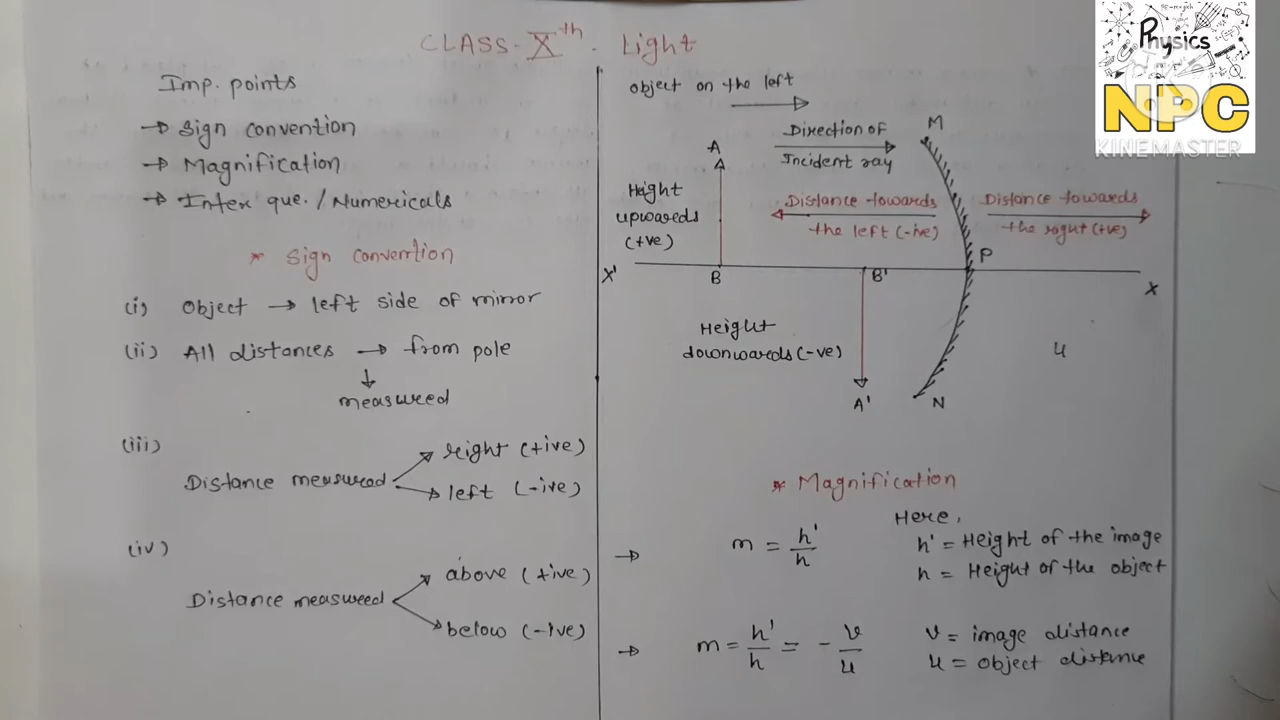 CLASS-Xth. Light
Imp. points
→ Sign convention
→ Magnification
→ Inter que./Numericals
* Sign convention
(i) Object → left side of mirror
(ii) All distances → from pole
↓
measured
(iii)
Distance measured
right (+ive)
left (-ive)
(iv)
Distance measured
above (+ive)
below (-ive)
object on the left
Direction of
Incident ray
M
A
Height
upwards
(+ve)
Distance towards
the left (-ive)
Distance towards
the right (+ve)
X'
B
B'
P
X
Height
downwards (-ve)
A'
N
u
* Magnification
→ m = h'/h
Here,
h' = Height of the image
h = Height of the object
→ m = h'/h = - v/u
v = image distance
u = object distance
Physics
NPC
KINEMASTER